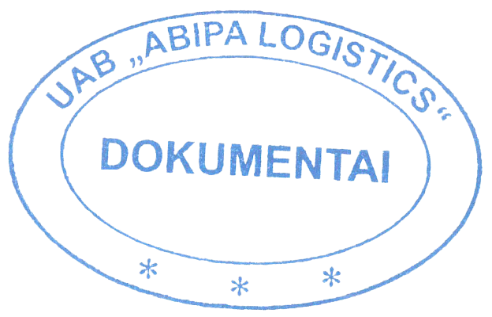 UAB „ABIPA LOGISTICS“
DOKUMENTAI
* * *